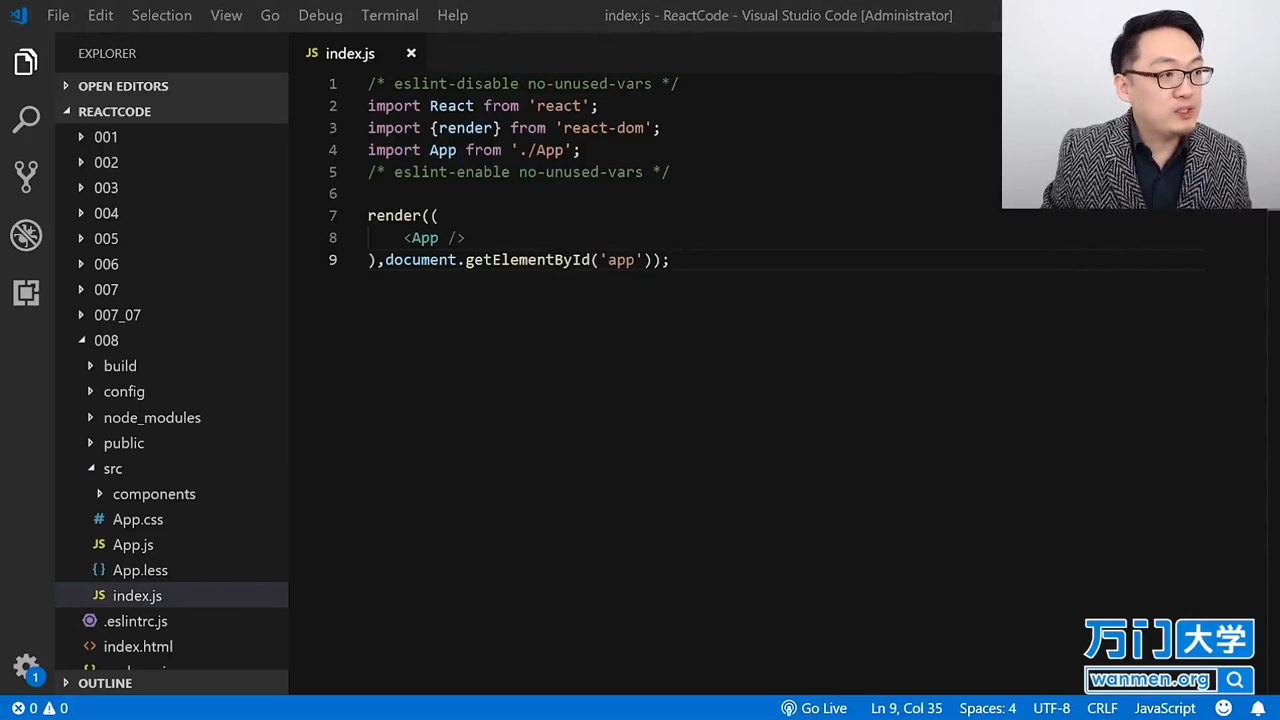 File Edit Selection View Go Debug Terminal Help index.js - ReactCode - Visual Studio Code [Administrator]
EXPLORER
OPEN EDITORS
REACTCODE
001
002
003
004
005
006
007
007_07
008
build
config
node_modules
public
src
components
# App.css
JS App.js
{} App.less
JS index.js
.eslintrc.js
<> index.html
OUTLINE
JS index.js ×
1 /* eslint-disable no-unused-vars */
2 import React from 'react';
3 import {render} from 'react-dom';
4 import App from './App';
5 /* eslint-enable no-unused-vars */
6
7 render((
8 <App />
9 ),document.getElementById('app'));
万门大学
wanmen.org
1
0 0 Go Live Ln 9, Col 35 Spaces: 4 UTF-8 CRLF JavaScript